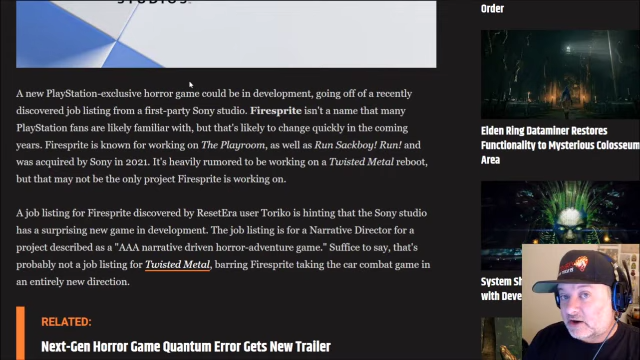 STUDIOS
Order
A new PlayStation-exclusive horror game could be in development, going off of a recently
discovered job listing from a first-party Sony studio. Firesprite isn't a name that many
PlayStation fans are likely familiar with, but that's likely to change quickly in the coming
years. Firesprite is known for working on The Playroom, as well as Run Sackboy! Run! and
was acquired by Sony in 2021. It's heavily rumored to be working on a Twisted Metal reboot,
but that may not be the only project Firesprite is working on.
A job listing for Firesprite discovered by ResetEra user Toriko is hinting that the Sony studio
has a surprising new game in development. The job listing is for a Narrative Director for a
project described as a "AAA narrative driven horror-adventure game." Suffice to say, that's
probably not a job listing for Twisted Metal, barring Firesprite taking the car combat game in
an entirely new direction.
RELATED:
Next-Gen Horror Game Quantum Error Gets New Trailer
Elden Ring Dataminer Restores
Functionality to Mysterious Colosseum
Area
System Sh
with Deve